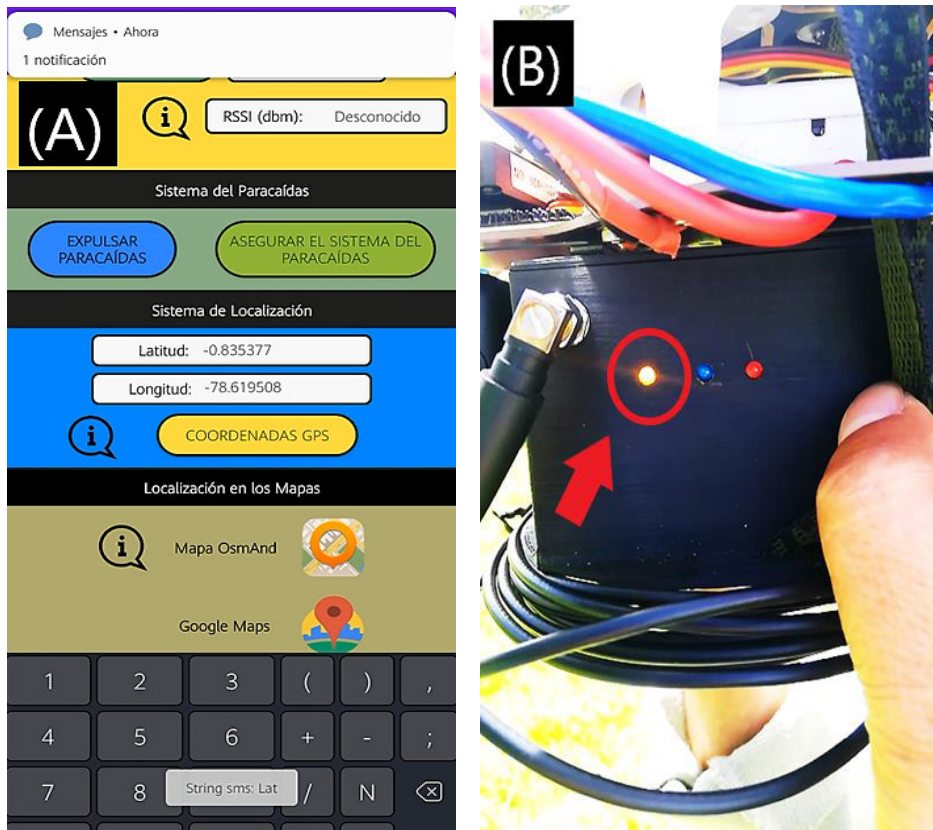 Mensajes • Ahora
1 notificación
(A)
RSSI (dbm): Desconocido
Sistema del Paracaídas
EXPULSAR
PARACAÍDAS
ASEGURAR EL SISTEMA DEL
PARACAÍDAS
Sistema de Localización
Latitud: -0.835377
Longitud: -78.619508
COORDENADAS GPS
Localización en los Mapas
Mapa OsmAnd
Google Maps
1 2 3 ( ) ,
4 5 6 + - ;
7 8 / N
String sms: Lat
(B)